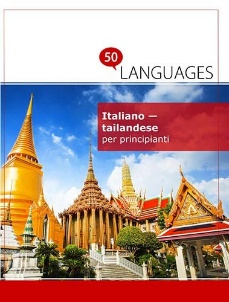 50
LANGUAGES
Italiano —
tailandese
per principianti